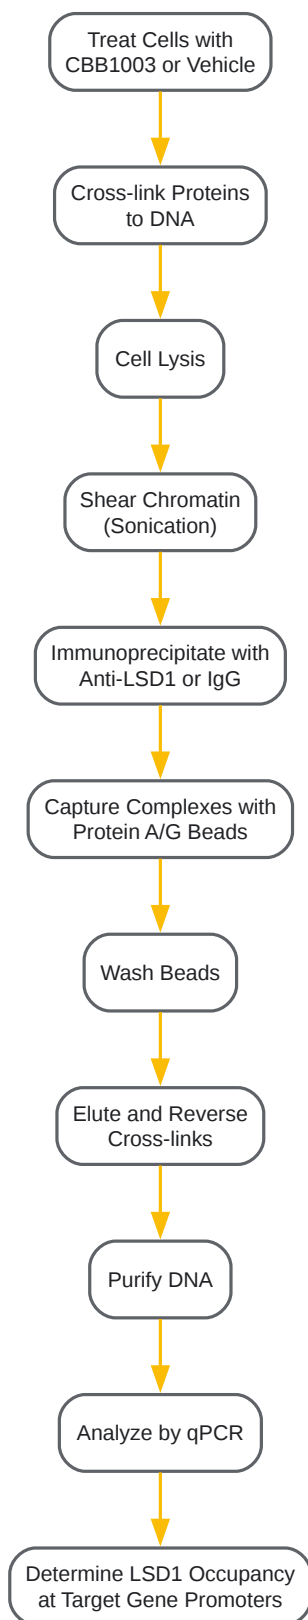 Treat Cells with
CBB1003 or Vehicle
Cross-link Proteins
to DNA
Cell Lysis
Shear Chromatin
(Sonication)
Immunoprecipitate with
Anti-LSD1 or IgG
Capture Complexes with
Protein A/G Beads
Wash Beads
Elute and Reverse
Cross-links
Purify DNA
Analyze by qPCR
Determine LSD1 Occupancy
at Target Gene Promoters